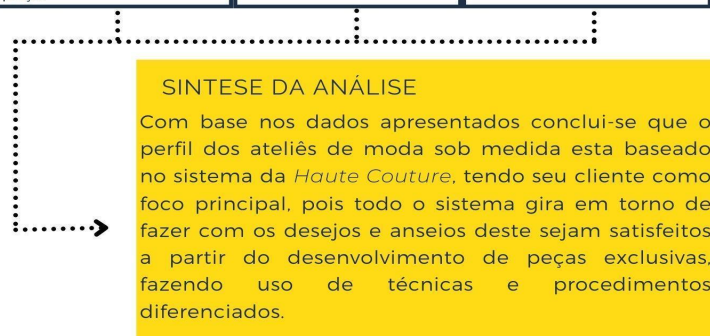 SINTESE DA ANÁLISE
Com base nos dados apresentados conclui-se que o
perfil dos ateliês de moda sob medida esta baseado
no sistema da Haute Couture, tendo seu cliente como
foco principal, pois todo o sistema gira em torno de
fazer com os desejos e anseios deste sejam satisfeitos
a partir do desenvolvimento de peças exclusivas,
fazendo uso de técnicas e procedimentos
diferenciados.